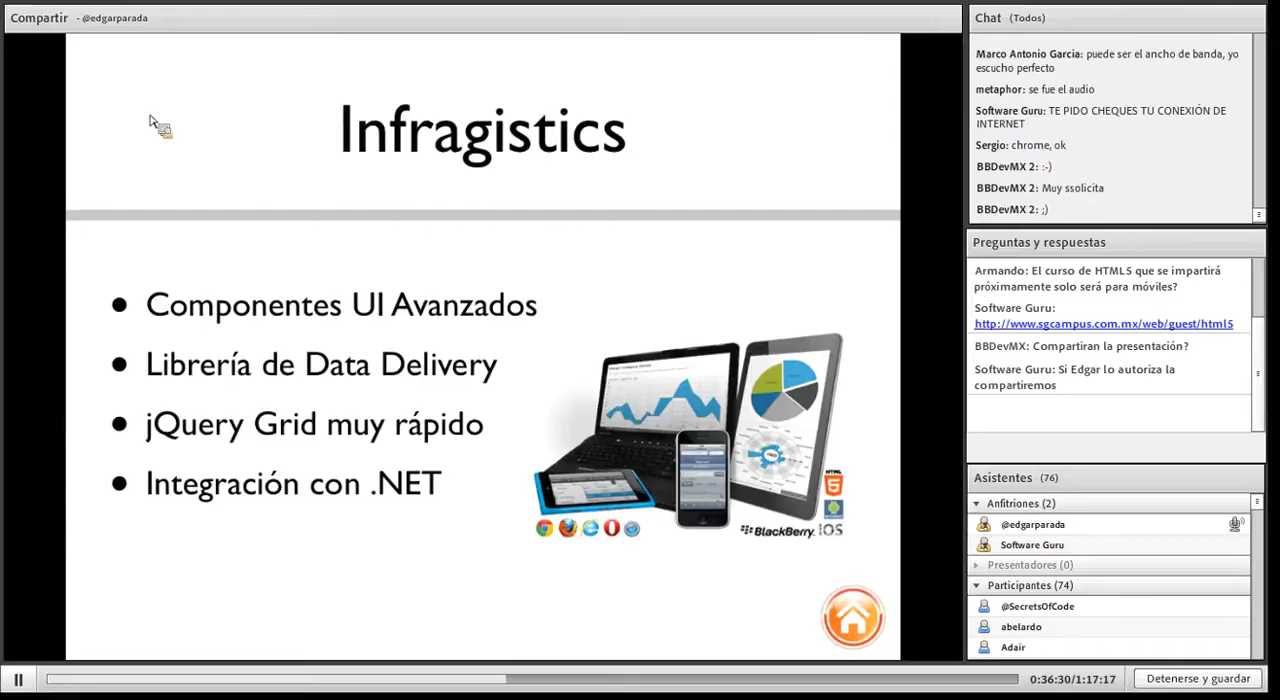 Compartir - @edgarparada
Infragistics
• Componentes UI Avanzados
• Librería de Data Delivery
• jQuery Grid muy rápido
• Integración con .NET
HTML
5
BlackBerry. iOS
Chat (Todos)
Marco Antonio Garcia: puede ser el ancho de banda, yo
escucho perfecto
metaphor: se fue el audio
Software Guru: TE PIDO CHEQUES TU CONEXIÓN DE
INTERNET
Sergio: chrome, ok
BBDevMX 2: :-)
BBDevMX 2: Muy ssolicita
BBDevMX 2: ;)
Preguntas y respuestas
Armando: El curso de HTML5 que se impartirá
próximamente solo será para móviles?
Software Guru:
http://www.sgcampus.com.mx/web/guest/html5
BBDevMX: Compartiran la presentación?
Software Guru: Si Edgar lo autoriza la
compartiremos
Asistentes (76)
Anfitriones (2)
@edgarparada
Software Guru
Presentadores (0)
Participantes (74)
@SecretsOfCode
abelardo
Adair
0:36:30/1:17:17
Detenerse y guardar